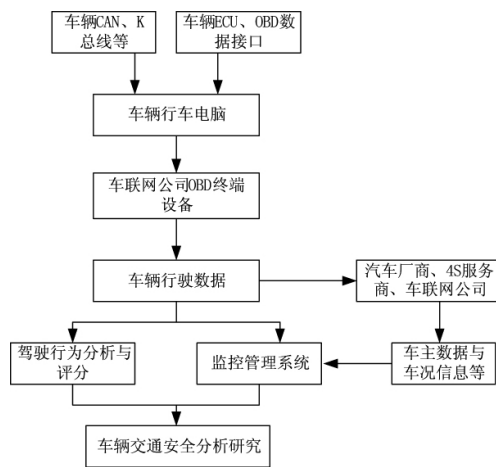 车辆CAN、K
总线等
车辆ECU、OBD数
据接口
车辆行车电脑
车联网公司OBD终端
设备
车辆行驶数据
汽车厂商、4S服务
商、车联网公司
驾驶行为分析与
评分
监控管理系统
车主数据与
车况信息等
车辆交通安全分析研究